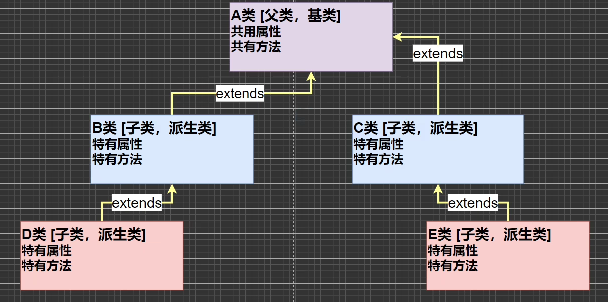 A类 [父类，基类]
共用属性
共有方法
extends
extends
B类 [子类，派生类]
特有属性
特有方法
C类 [子类，派生类]
特有属性
特有方法
extends
extends
D类 [子类，派生类]
特有属性
特有方法
E类 [子类，派生类]
特有属性
特有方法